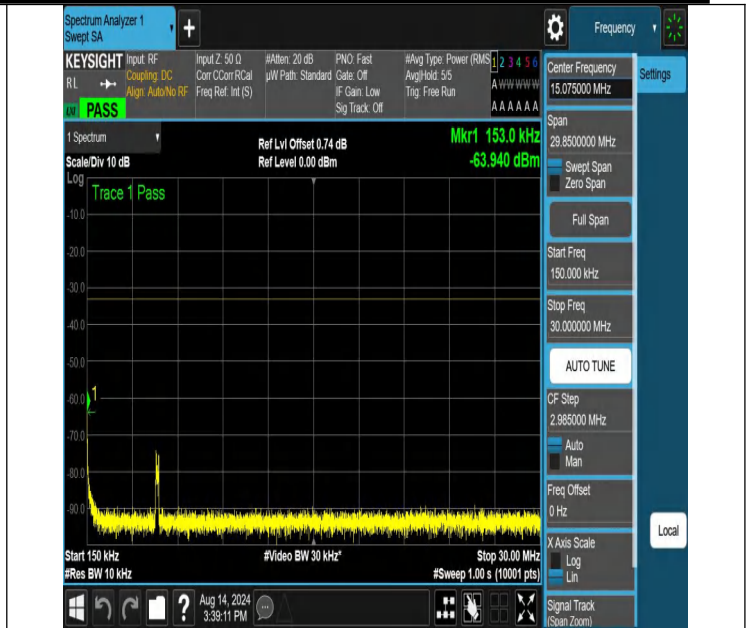 Spectrum Analyzer 1
Swept SA
+
Frequency
KEYSIGHT
RL
PASS
Input: RF
Coupling: DC
Align: Auto/No RF
Input Z: 50 Ω
Corr CCorr RCal
Freq Ref: Int (S)
#Atten: 20 dB
µW Path: Standard
PNO: Fast
Gate: Off
IF Gain: Low
Sig Track: Off
#Avg Type: Power (RMS
Avg|Hold: 5/5
Trig: Free Run
1 2 3 4 5 6
A W W W W W
A A A A A A
Center Frequency
15.075000 MHz
Settings
1 Spectrum
Scale/Div 10 dB
Ref Lvl Offset 0.74 dB
Ref Level 0.00 dBm
Mkr1 153.0 kHz
-63.940 dBm
Span
29.8500000 MHz
Swept Span
Zero Span
Full Span
Log
Trace 1 Pass
-10.0
-20.0
-30.0
-40.0
-50.0
-60.0
-70.0
-80.0
-90.0
1
Start Freq
150.000 kHz
Stop Freq
30.000000 MHz
AUTO TUNE
CF Step
2.985000 MHz
Auto
Man
Freq Offset
0 Hz
Local
X Axis Scale
Log
Lin
Signal Track
(Span Zoom)
Start 150 kHz
#Res BW 10 kHz
#Video BW 30 kHz*
Stop 30.00 MHz
#Sweep 1.00 s (10001 pts)
?
Aug 14, 2024
3:39:11 PM